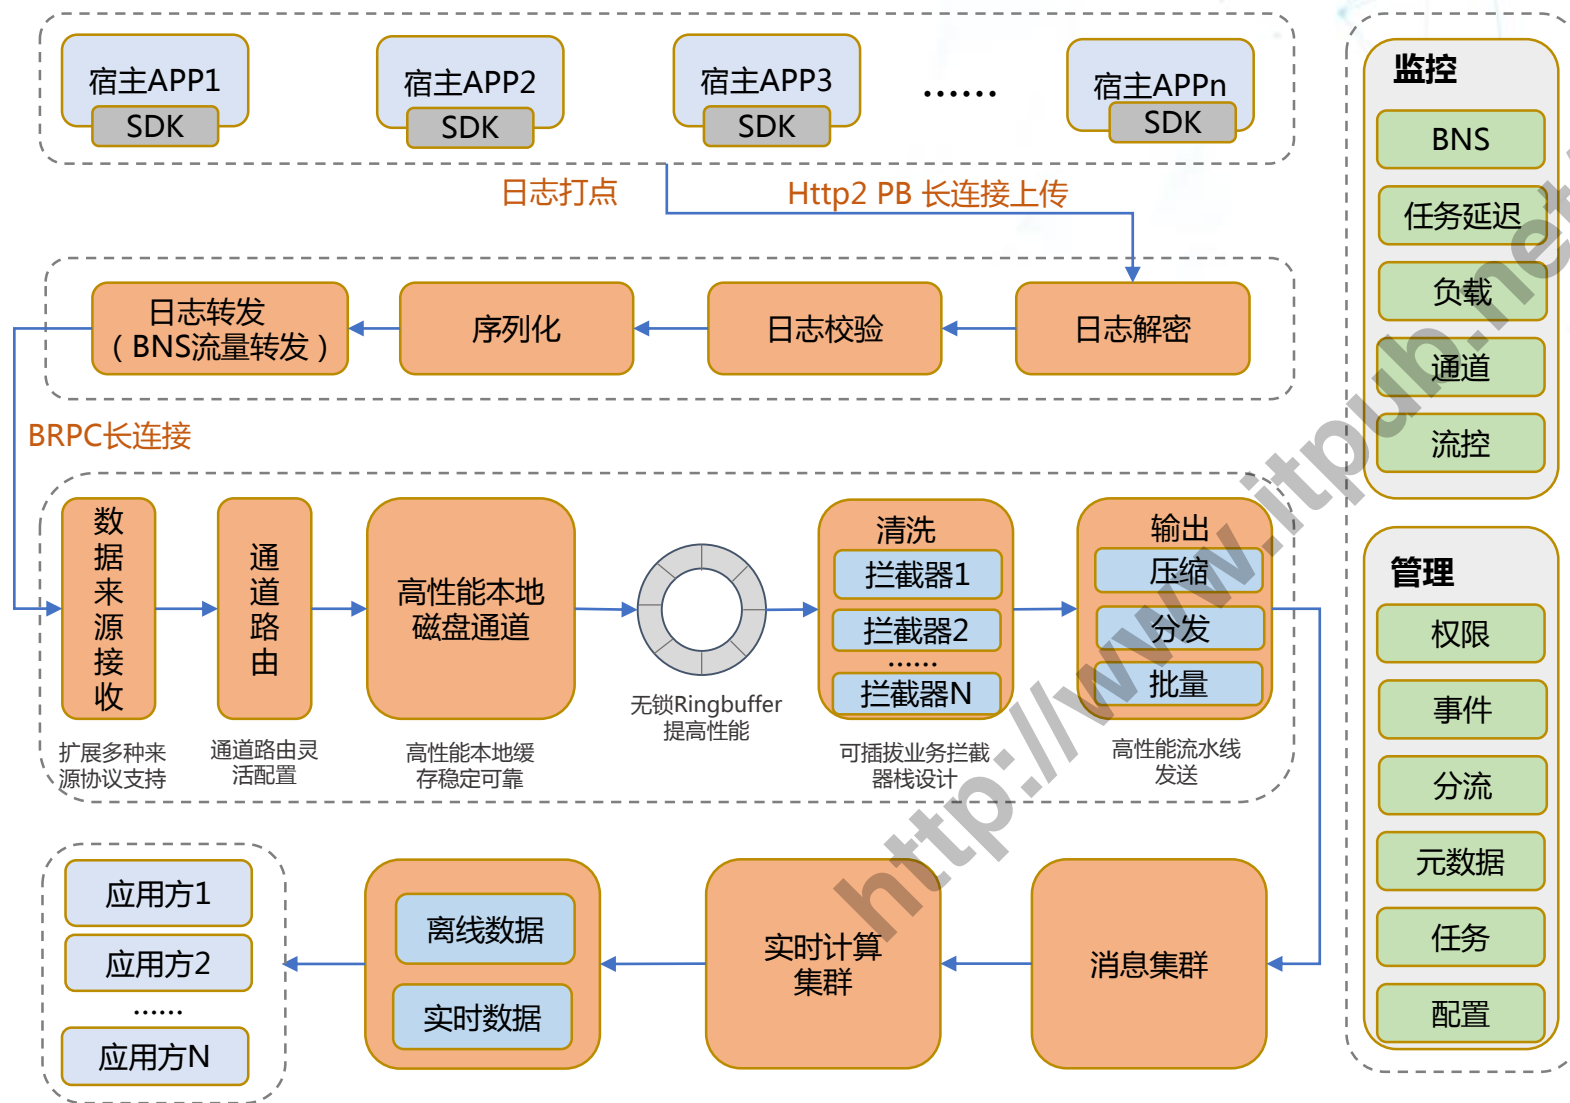 宿主APP1
SDK
宿主APP2
SDK
宿主APP3
SDK
……
宿主APPn
SDK
日志打点
Http2 PB 长连接上传
日志转发
（BNS流量转发）
序列化
日志校验
日志解密
BRPC长连接
数
据
来
源
接
收
扩展多种来
源协议支持
通
道
路
由
通道路由灵
活配置
高性能本地
磁盘通道
高性能本地缓
存稳定可靠
无锁Ringbuffer
提高性能
清洗
拦截器1
拦截器2
……
拦截器N
可插拔业务拦截
器栈设计
输出
压缩
分发
批量
高性能流水线
发送
应用方1
应用方2
……
应用方N
离线数据
实时数据
实时计算
集群
消息集群
监控
BNS
任务延迟
负载
通道
流控
管理
权限
事件
分流
元数据
任务
配置
http://www.itpub.net